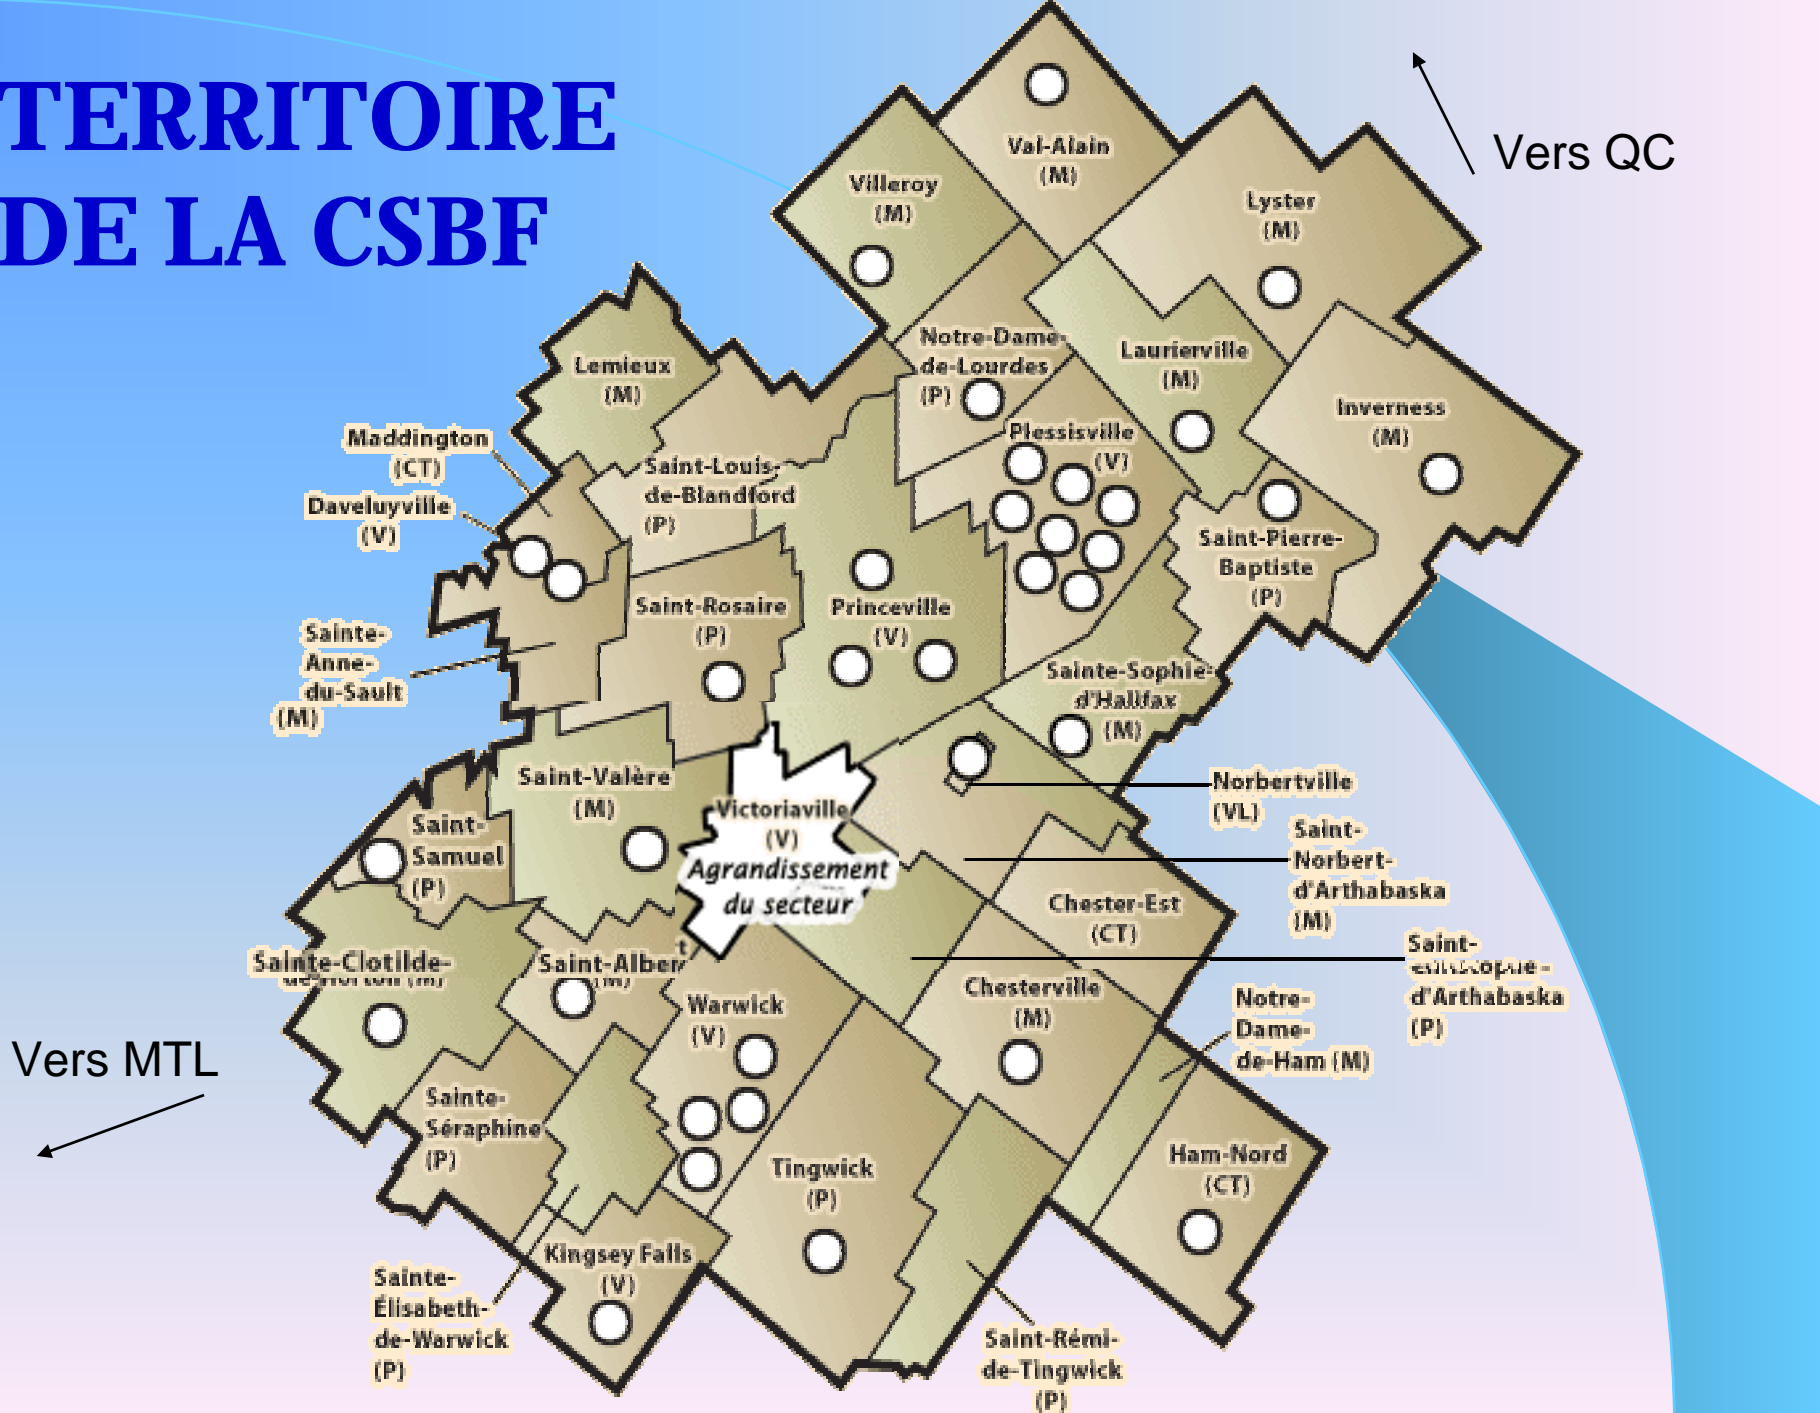 TERRITOIRE
DE LA CSBF
Vers QC
Val-Alain
(M)
Villeroy
(M)
Lyster
(M)
Notre-Dame-
de-Lourdes
(P)
Laurierville
(M)
Lemieux
(M)
Inverness
(M)
Maddington
(CT)
Plessisville
(V)
Saint-Louis-
de-Blandford
(P)
Daveluyville
(V)
Saint-Pierre-
Baptiste
(P)
Saint-Rosaire
(P)
Princeville
(V)
Sainte-
Anne-
du-Sault
(M)
Sainte-Sophie-
d'Halifax
(M)
Saint-Valère
(M)
Norbertville
(VL)
Victoriaville
(V)
Agrandissement
du secteur
Saint-
Samuel
(P)
Saint-
Norbert-
d'Arthabaska
(M)
Chester-Est
(CT)
Saint-
d'Arthabaska
(P)
Sainte-Clotilde-
de-Horton (M)
Saint-Albert
(M)
Chesterville
(M)
Warwick
(V)
Notre-
Dame-
de-Ham (M)
Vers MTL
Sainte-
Séraphine
(P)
Tingwick
(P)
Ham-Nord
(CT)
Kingsey Falls
(V)
Sainte-
Élisabeth-
de-Warwick
(P)
Saint-Rémi-
de-Tingwick
(P)